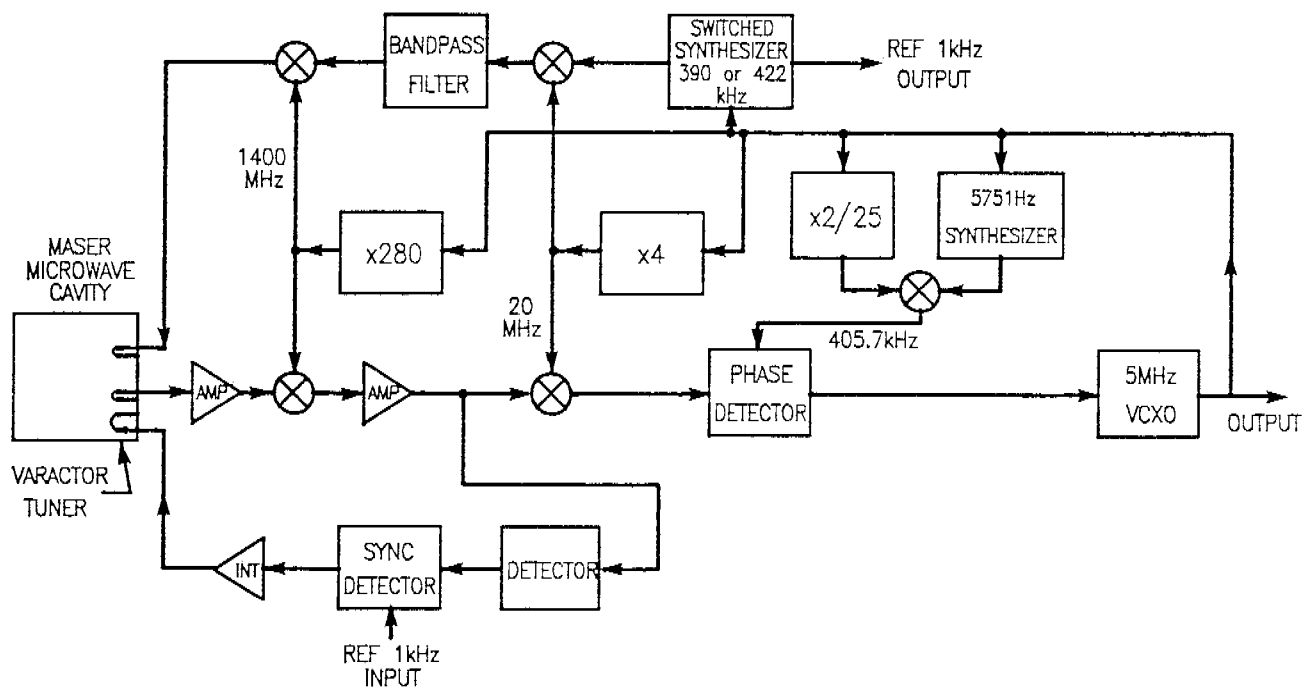 SWITCHED
SYNTHESIZER
390 or 422
kHz
REF 1kHz
OUTPUT
BANDPASS
FILTER
1400
MHz
x280
x4
x2/25
5751Hz
SYNTHESIZER
MASER
MICROWAVE
CAVITY
20
MHz
405.7kHz
AMP
AMP
PHASE
DETECTOR
5MHz
VCXO
OUTPUT
VARACTOR
TUNER
INT
SYNC
DETECTOR
DETECTOR
REF 1kHz
INPUT